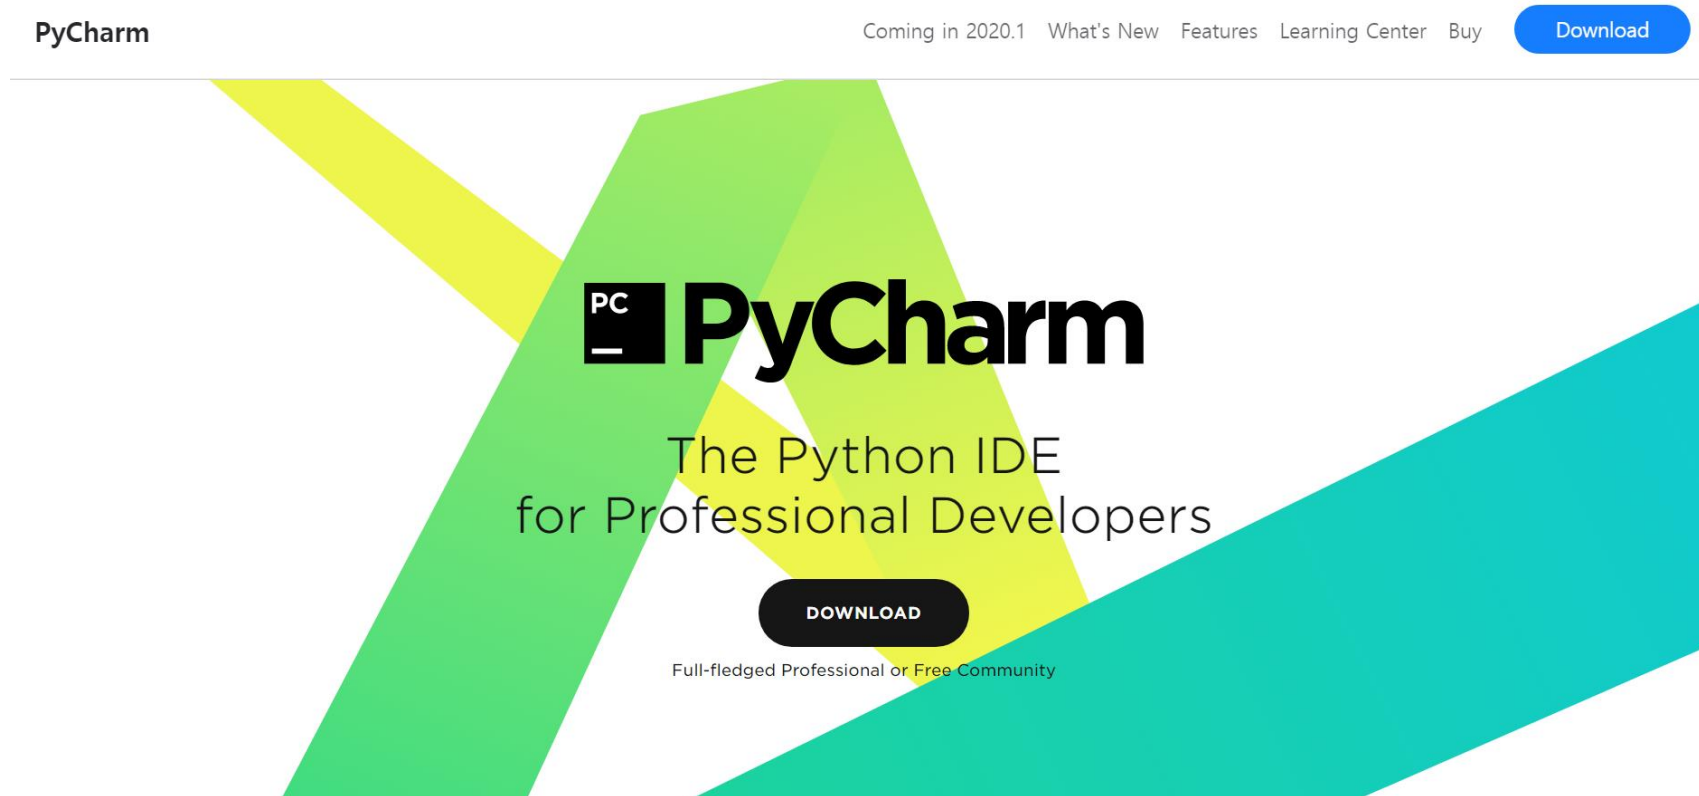 PyCharm
Coming in 2020.1 What's New Features Learning Center Buy Download
PC
PyCharm
The Python IDE
for Professional Developers
DOWNLOAD
Full-fledged Professional or Free Community